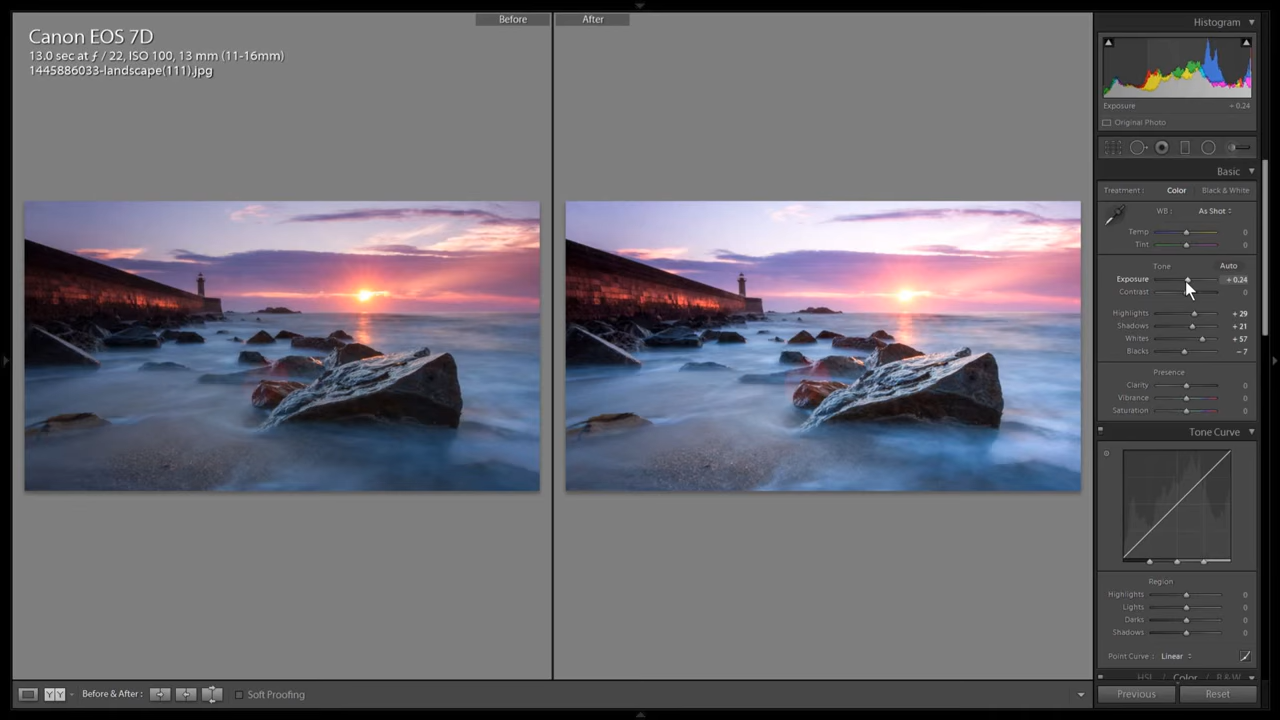 Before
After
Canon EOS 7D
13.0 sec at ƒ / 22, ISO 100, 13 mm (11-16mm)
1445886033-landscape(111).jpg
Histogram
Exposure + 0.24
Original Photo
Basic
Treatment : Color Black & White
WB : As Shot
Temp 0
Tint 0
Tone Auto
Exposure + 0.24
Contrast 0
Highlights + 29
Shadows + 21
Whites + 57
Blacks – 7
Presence
Clarity 0
Vibrance 0
Saturation 0
Tone Curve
Region
Highlights 0
Lights 0
Darks 0
Shadows 0
Point Curve : Linear
HSL / Color / B & W
Y Y Before & After : Soft Proofing
Previous Reset